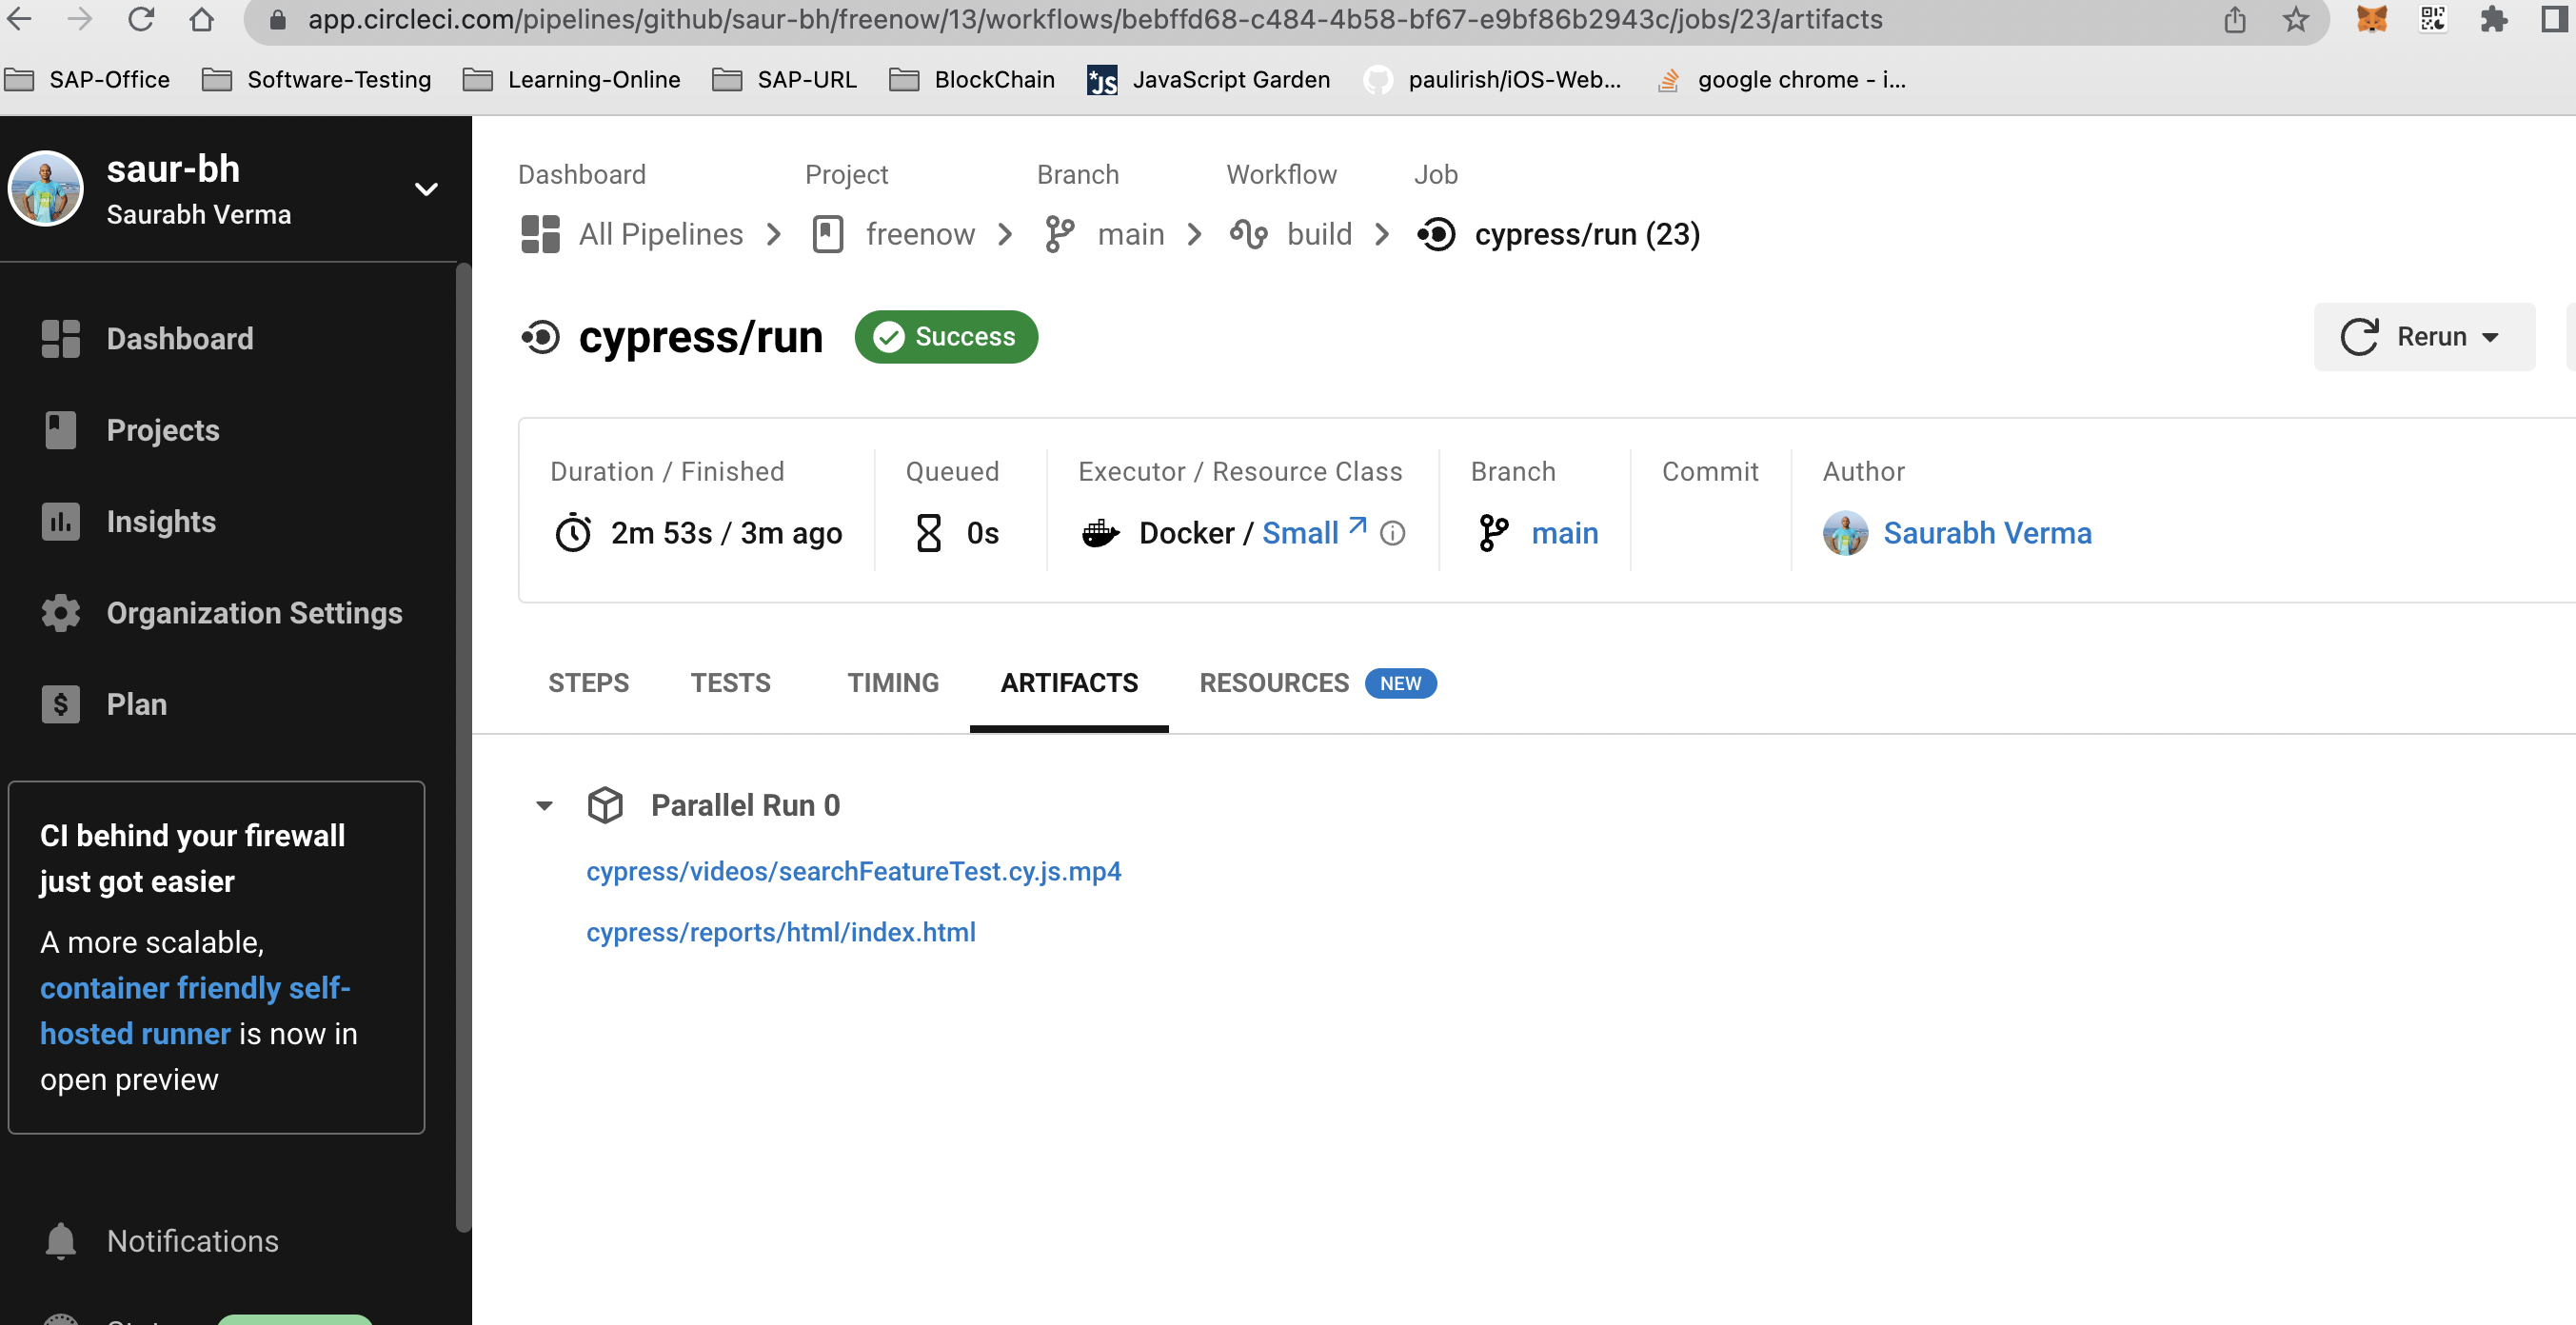 app.circleci.com/pipelines/github/saur-bh/freenow/13/workflows/bebffd68-c484-4b58-bf67-e9bf86b2943c/jobs/23/artifacts
SAP-Office Software-Testing Learning-Online SAP-URL BlockChain JavaScript Garden paulirish/iOS-Web... google chrome - i...
saur-bh
Saurabh Verma
Dashboard
Projects
Insights
Organization Settings
Plan
CI behind your firewall
just got easier
A more scalable,
container friendly self-
hosted runner is now in
open preview
Notifications
Dashboard Project Branch Workflow Job
All Pipelines freenow main build cypress/run (23)
cypress/run Success Rerun
Duration / Finished Queued Executor / Resource Class Branch Commit Author
2m 53s / 3m ago 0s Docker / Small main Saurabh Verma
STEPS TESTS TIMING ARTIFACTS RESOURCES NEW
Parallel Run 0
cypress/videos/searchFeatureTest.cy.js.mp4
cypress/reports/html/index.html